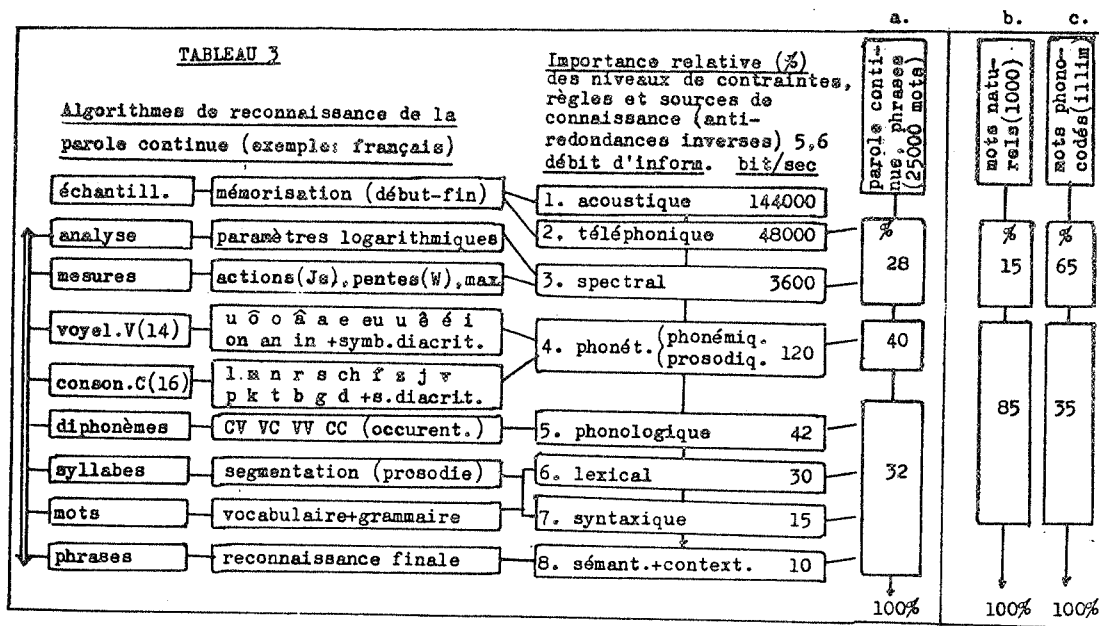 TABLEAU 3
Algorithmes de reconnaissance de la
parole continue (exemple: français)
Importance relative (%)
des niveaux de contraintes,
règles et sources de
connaissance (anti-
redondances inverses) 5,6
débit d'inform. bit/sec
a.
parole conti-
nue, phrases
(25000 mots)
b.
mots natu-
rels(1000)
c.
mots phono-
codés(illim
échantill. mémorisation (début-fin) 1. acoustique 144000
analyse paramètres logarithmiques 2. téléphonique 48000 % % %
mesures actions(Js),pentes(W),max 3. spectral 3600 28 15 65
voyel.V(14) u ô o â a e eu u ê é i
on an in +symb.diacrit.
4. phonét. (phonémiq. 120 40
(prosodiq.
conson.C(16) l m n r s ch f z j v
p k t b g d +s.diacrit.
85 35
diphonèmes CV VC VV CC (occurent.) 5. phonologique 42
syllabes segmentation (prosodie) 6. lexical 30 32
mots vocabulaire+grammaire 7. syntaxique 15
phrases reconnaissance finale 8. sémant.+context. 10
100% 100% 100%